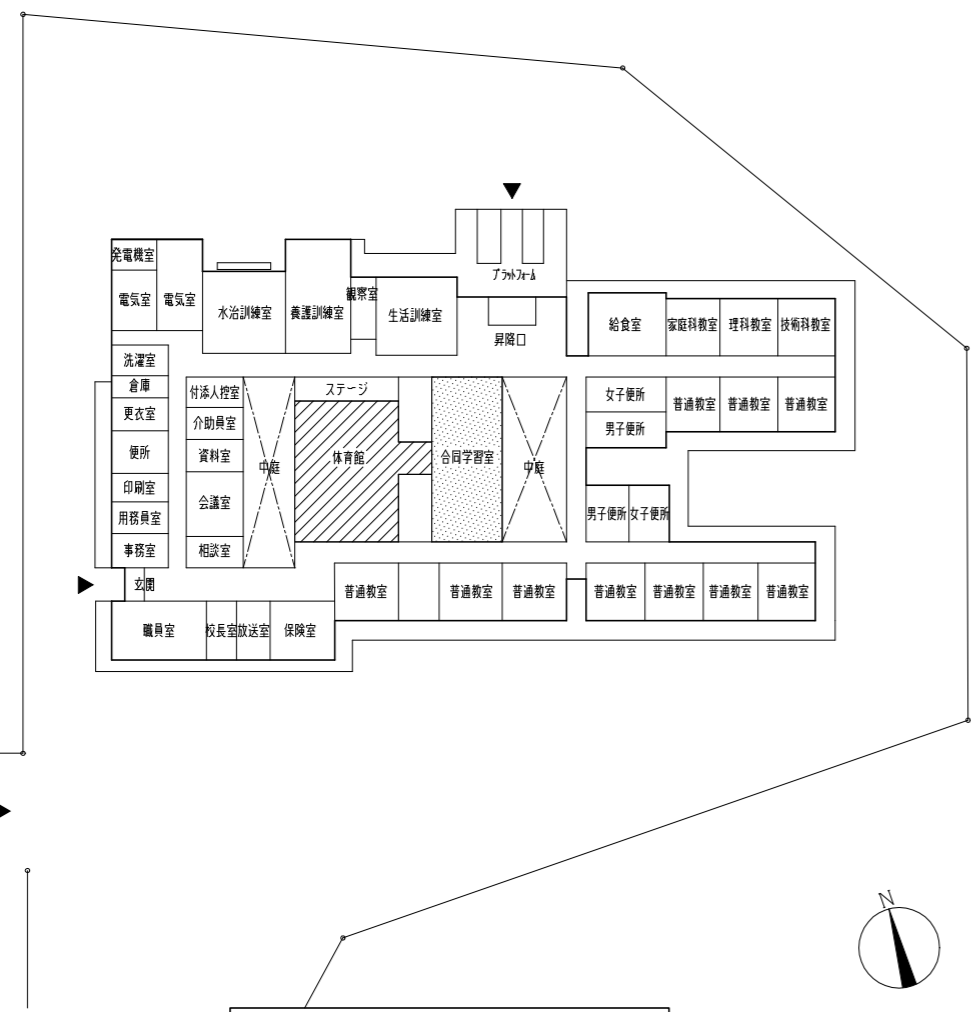 発電機室
電気室
電気室
水治訓練室
養護訓練室
観察室
生活訓練室
プラットフォーム
昇降口
給食室
家庭科教室
理科教室
技術科教室
洗濯室
倉庫
更衣室
便所
印刷室
用務員室
事務室
付添人控室
介助員室
資料室
会議室
相談室
中庭
ステージ
体育館
合同学習室
中庭
女子便所
男子便所
普通教室
普通教室
普通教室
男子便所
女子便所
玄関
職員室
校長室
放送室
保険室
普通教室
普通教室
普通教室
普通教室
普通教室
普通教室
普通教室
N